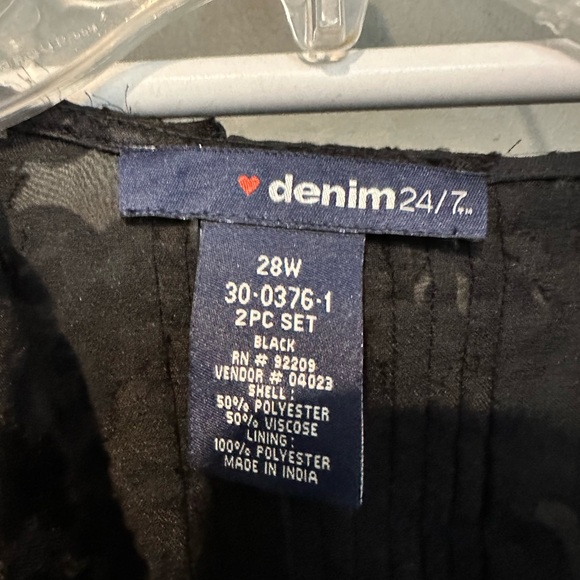 denim24/7™
28W
30-0376-1
2PC SET
BLACK
RN # 92209
VENDOR # 04023
SHELL:
50% POLYESTER
50% VISCOSE
LINING:
100% POLYESTER
MADE IN INDIA